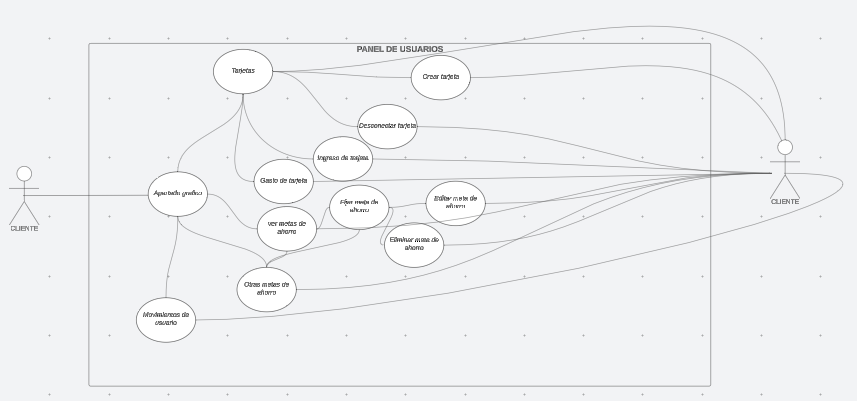 PANEL DE USUARIOS
Tarjetas
Crear tarjeta
Desconectar tarjeta
Ingreso de tarjeta
Gasto de tarjeta
Apartado grafico
Fijar meta de
ahorro
Editar meta de
ahorro
ver metas de
ahorro
Eliminar meta de
ahorro
Otras metas de
ahorro
Movimientos de
usuario
CLIENTE
CLIENTE